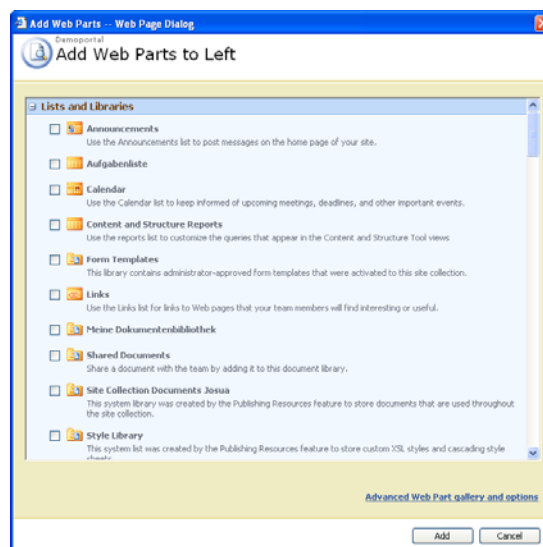 Add Web Parts -- Web Page Dialog
Demoportal
Add Web Parts to Left
Lists and Libraries
Announcements
Use the Announcements list to post messages on the home page of your site.
Aufgabenliste
Calendar
Use the Calendar list to keep informed of upcoming meetings, deadlines, and other important events.
Content and Structure Reports
Use the reports list to customize the queries that appear in the Content and Structure Tool views
Form Templates
This library contains administrator-approved form templates that were activated to this site collection.
Links
Use the Links list for links to Web pages that your team members will find interesting or useful.
Meine Dokumentenbibliothek
Shared Documents
Share a document with the team by adding it to this document library.
Site Collection Documents Josua
This system library was created by the Publishing Resources feature to store documents that are used throughout
the site collection.
Style Library
This system list was created by the Publishing Resources feature to store custom XSL styles and cascading style
sheets
Advanced Web Part gallery and options
Add
Cancel